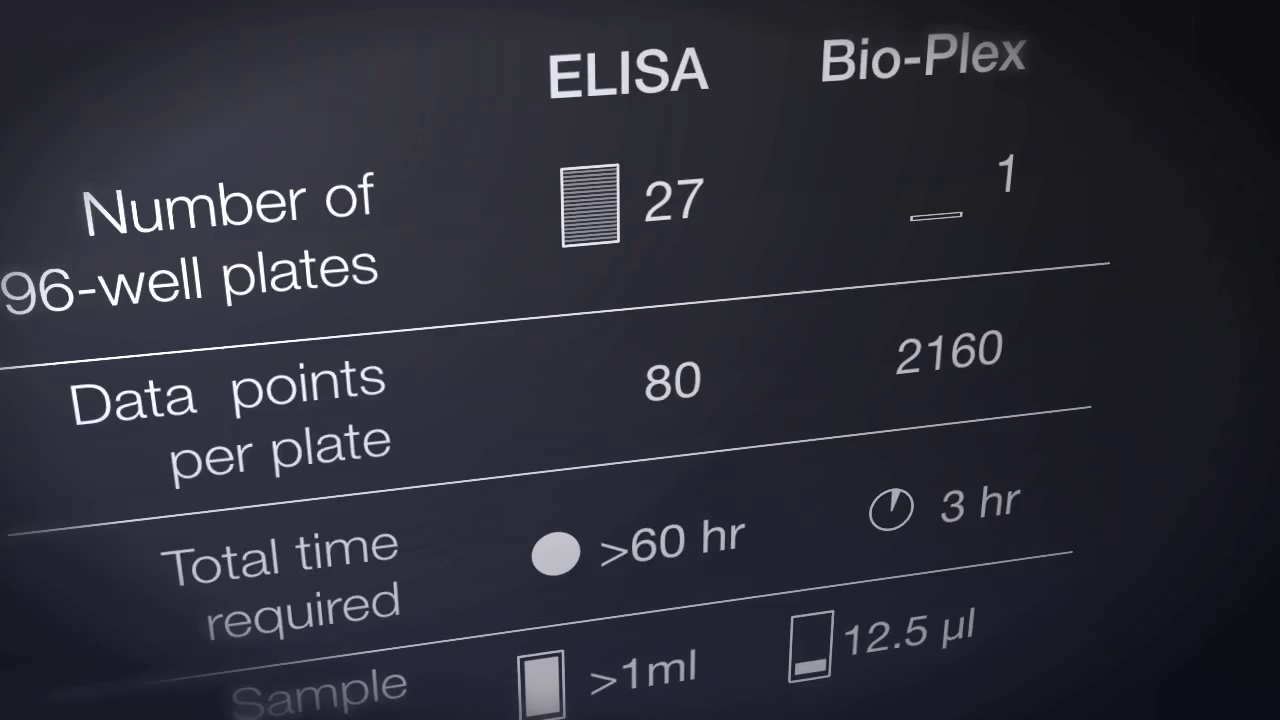 ELISA Bio-Plex
Number of
96-well plates
27 1
Data points
per plate
80 2160
Total time
required
>60 hr 3 hr
Sample
>1ml 12.5 µl